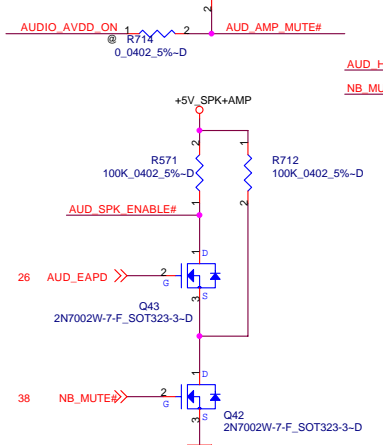 2
AUDIO_AVDD_ON 1 2 AUD_AMP_MUTE#
@ R714
0_0402_5%~D
AUD_H
NB_MU
+5V_SPK+AMP
2 1
R571 R712
100K_0402_5%~D 100K_0402_5%~D
1 2
AUD_SPK_ENABLE#
1 D
26 AUD_EAPD 2
G
3 S
Q43
2N7002W-7-F_SOT323-3~D
1 D
38 NB_MUTE# 2
G
3 S
Q42
2N7002W-7-F_SOT323-3~D